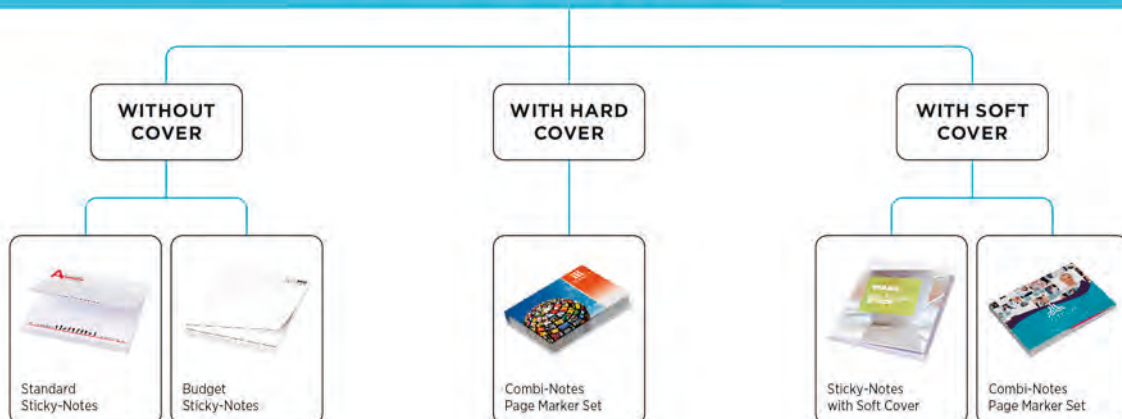 WITHOUT
COVER
WITH HARD
COVER
WITH SOFT
COVER
Standard
Sticky-Notes
Budget
Sticky-Notes
Combi-Notes
Page Marker Set
Sticky-Notes
with Soft Cover
Combi-Notes
Page Marker Set